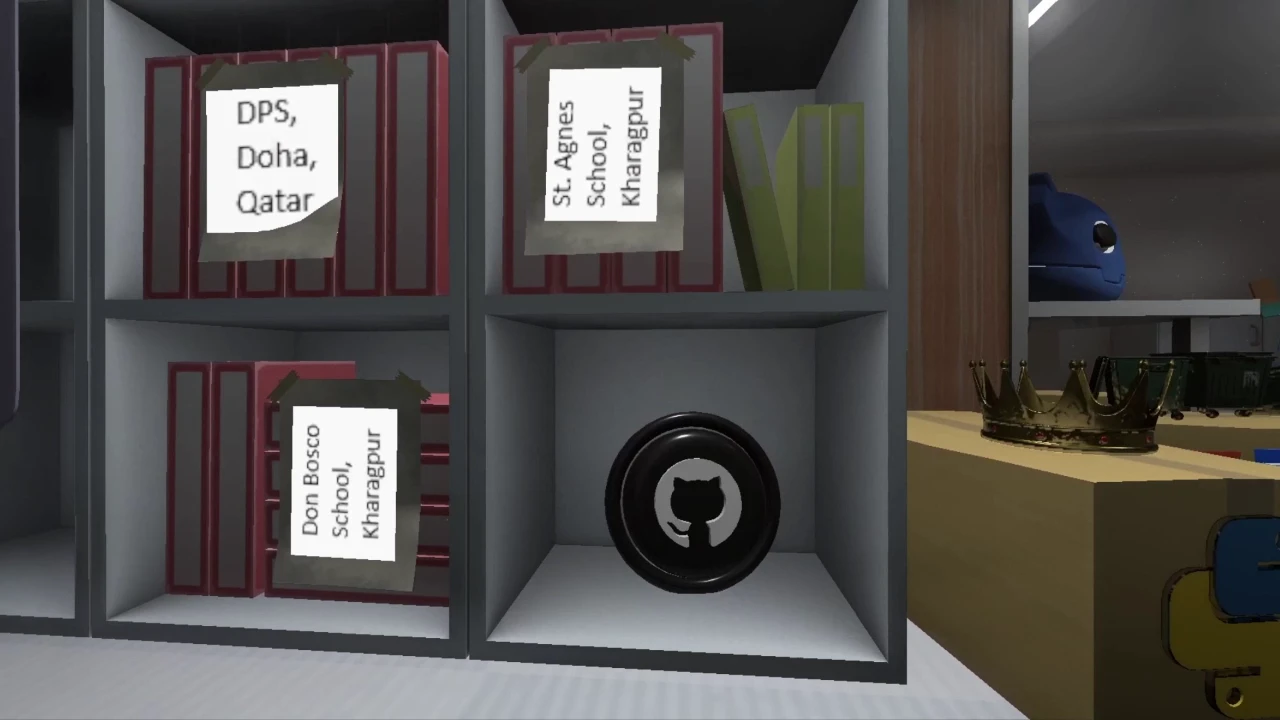 DPS,
Doha,
Qatar
St. Agnes
School,
Kharagpur
Don Bosco
School,
Kharagpur